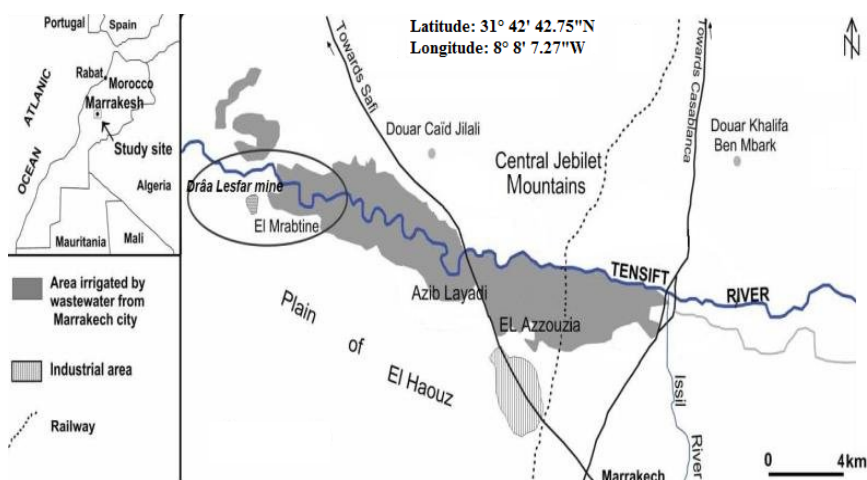 Portugal
Spain
Rabat
Morocco
Marrakesh
Study site
ATLANIC
OCEAN
Algeria
Mauritania
Mali
Area irrigated by
wastewater from
Marrakech city
Industrial area
Railway
Latitude: 31° 42' 42.75"N
Longitude: 8° 8' 7.27"W
N
Towards Safi
Towards Casablanca
Douar Caïd Jilali
Douar Khalifa
Ben Mbark
Central Jebilet
Mountains
Drâa Lesfar mine
El Mrabtine
TENSIFT
RIVER
Azib Layadi
EL Azzouzia
Plain
of
El Haouz
Issil
River
Marrakech
0 4km